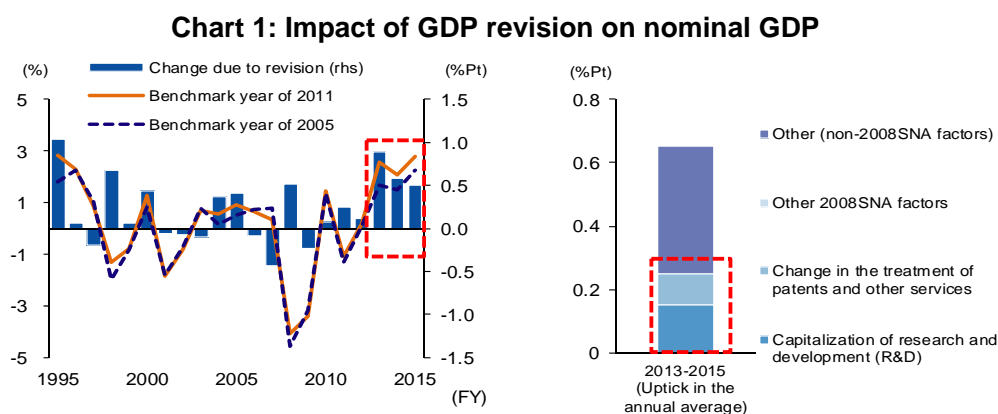 Chart 1: Impact of GDP revision on nominal GDP
(%)
Change due to revision (rhs)
Benchmark year of 2011
Benchmark year of 2005
(%Pt)
5
3
1
-1
-3
-5
1.5
1.0
0.5
0.0
-0.5
-1.0
-1.5
1995
2000
2005
2010
2015
(FY)
(%Pt)
0.8
0.6
0.4
0.2
0
2013-2015
(Uptick in the
annual average)
Other (non-2008SNA factors)
Other 2008SNA factors
Change in the treatment of
patents and other services
Capitalization of research and
development (R&D)